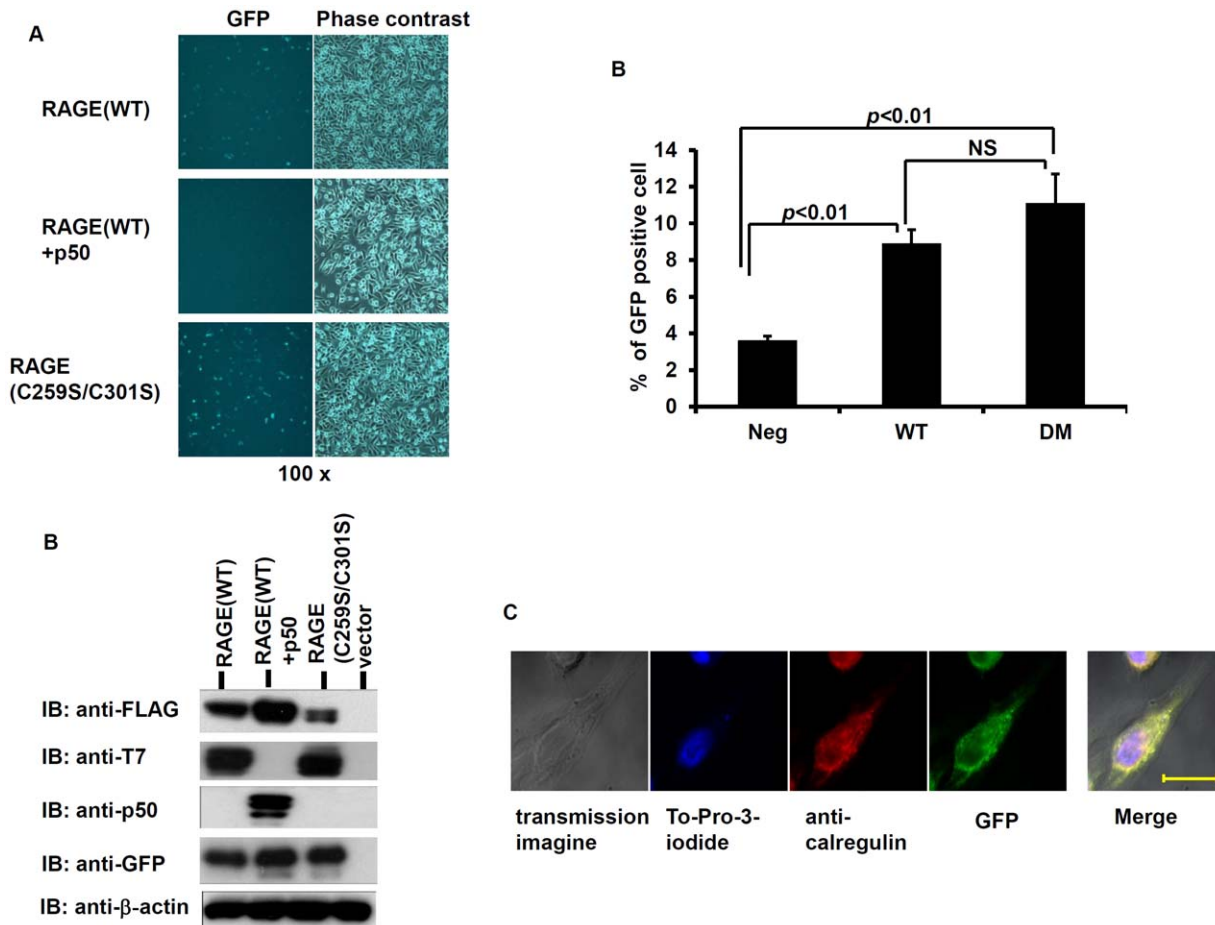 A
GFP
Phase contrast
RAGE(WT)
RAGE(WT)
+p50
RAGE
(C259S/C301S)
100 x
B
p<0.01
NS
p<0.01
% of GFP positive cell
14
12
10
8
6
4
2
0
Neg
WT
DM
B
RAGE(WT)
RAGE(WT)
+p50
RAGE
(C259S/C301S)
vector
IB: anti-FLAG
IB: anti-T7
IB: anti-p50
IB: anti-GFP
IB: anti-β-actin
C
transmission
imagine
To-Pro-3-
iodide
anti-
calregulin
GFP
Merge